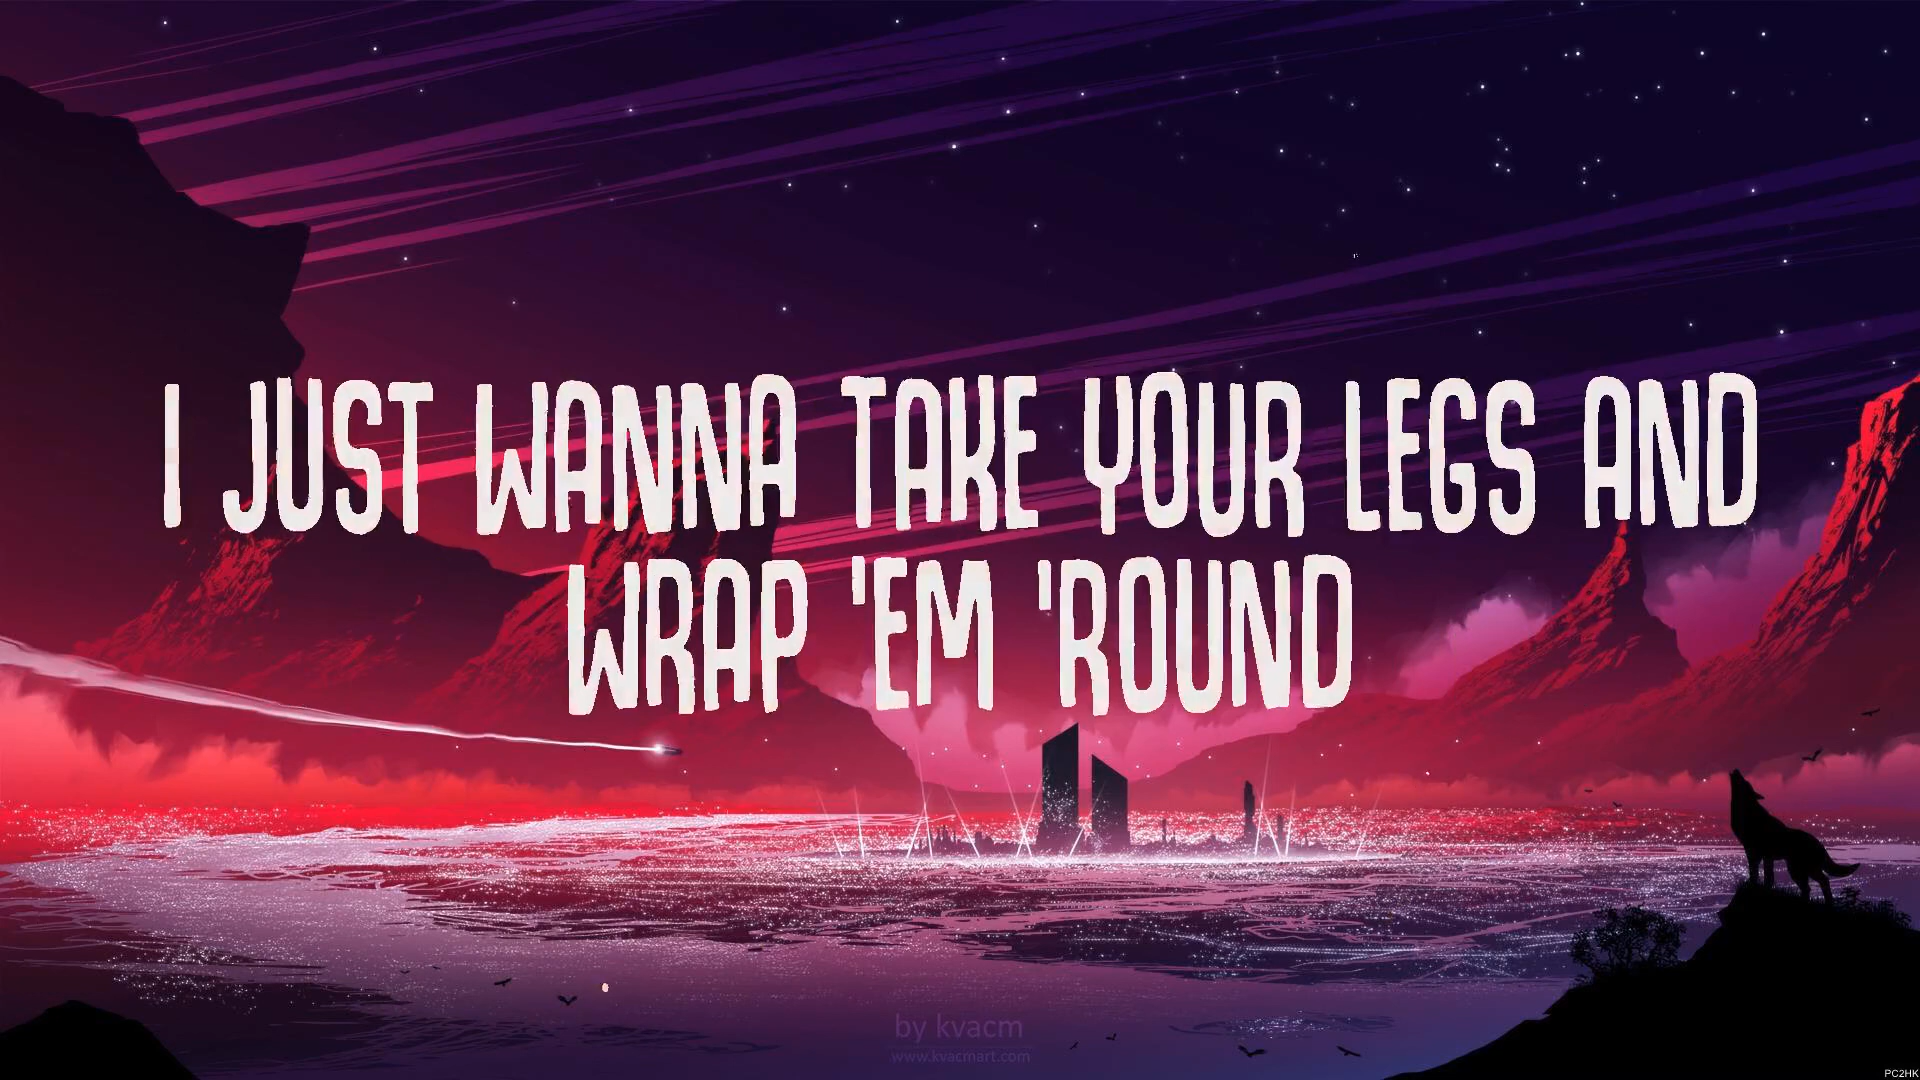 I JUST WANNA TAKE YOUR LEGS AND
WRAP 'EM 'ROUND
by kvacm
www.kvacmart.com
PC2HK